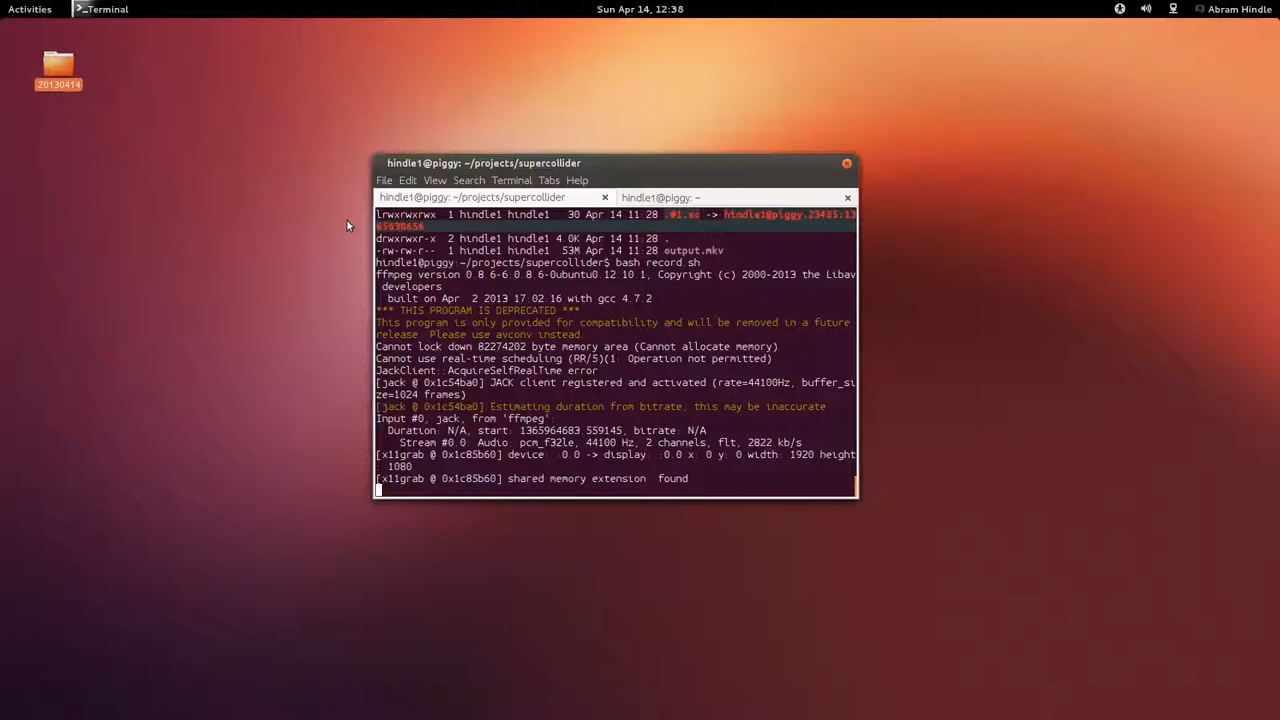 Activities
Terminal
Sun Apr 14, 12:38
Abram Hindle
20130414
hindle1@piggy: ~/projects/supercollider
File Edit View Search Terminal Tabs Help
hindle1@piggy: ~/projects/supercollider
hindle1@piggy: ~
lrwxrwxrwx 1 hindle1 hindle1 30 Apr 14 11:28 .#1.sc -> hindle1@piggy.23485:13
65630656
drwxrwxr-x 2 hindle1 hindle1 4.0K Apr 14 11:28 .
-rw-rw-r-- 1 hindle1 hindle1 53M Apr 14 11:28 output.mkv
hindle1@piggy:~/projects/supercollider$ bash record.sh
ffmpeg version 0.8.6-6:0.8.6-0ubuntu0.12.10.1, Copyright (c) 2000-2013 the Libav
developers
built on Apr 2 2013 17:02:16 with gcc 4.7.2
*** THIS PROGRAM IS DEPRECATED ***
This program is only provided for compatibility and will be removed in a future
release. Please use avconv instead.
Cannot lock down 82274202 byte memory area (Cannot allocate memory)
Cannot use real-time scheduling (RR/5)(1: Operation not permitted)
JackClient::AcquireSelfRealTime error
[jack @ 0x1c54ba0] JACK client registered and activated (rate=44100Hz, buffer_si
ze=1024 frames)
[jack @ 0x1c54ba0] Estimating duration from bitrate, this may be inaccurate
Input #0, jack, from 'ffmpeg':
Duration: N/A, start: 1365964683.559145, bitrate: N/A
Stream #0.0: Audio: pcm_f32le, 44100 Hz, 2 channels, flt, 2822 kb/s
[x11grab @ 0x1c85b60] device: :0.0 -> display: :0.0 x: 0 y: 0 width: 1920 height
: 1080
[x11grab @ 0x1c85b60] shared memory extension found